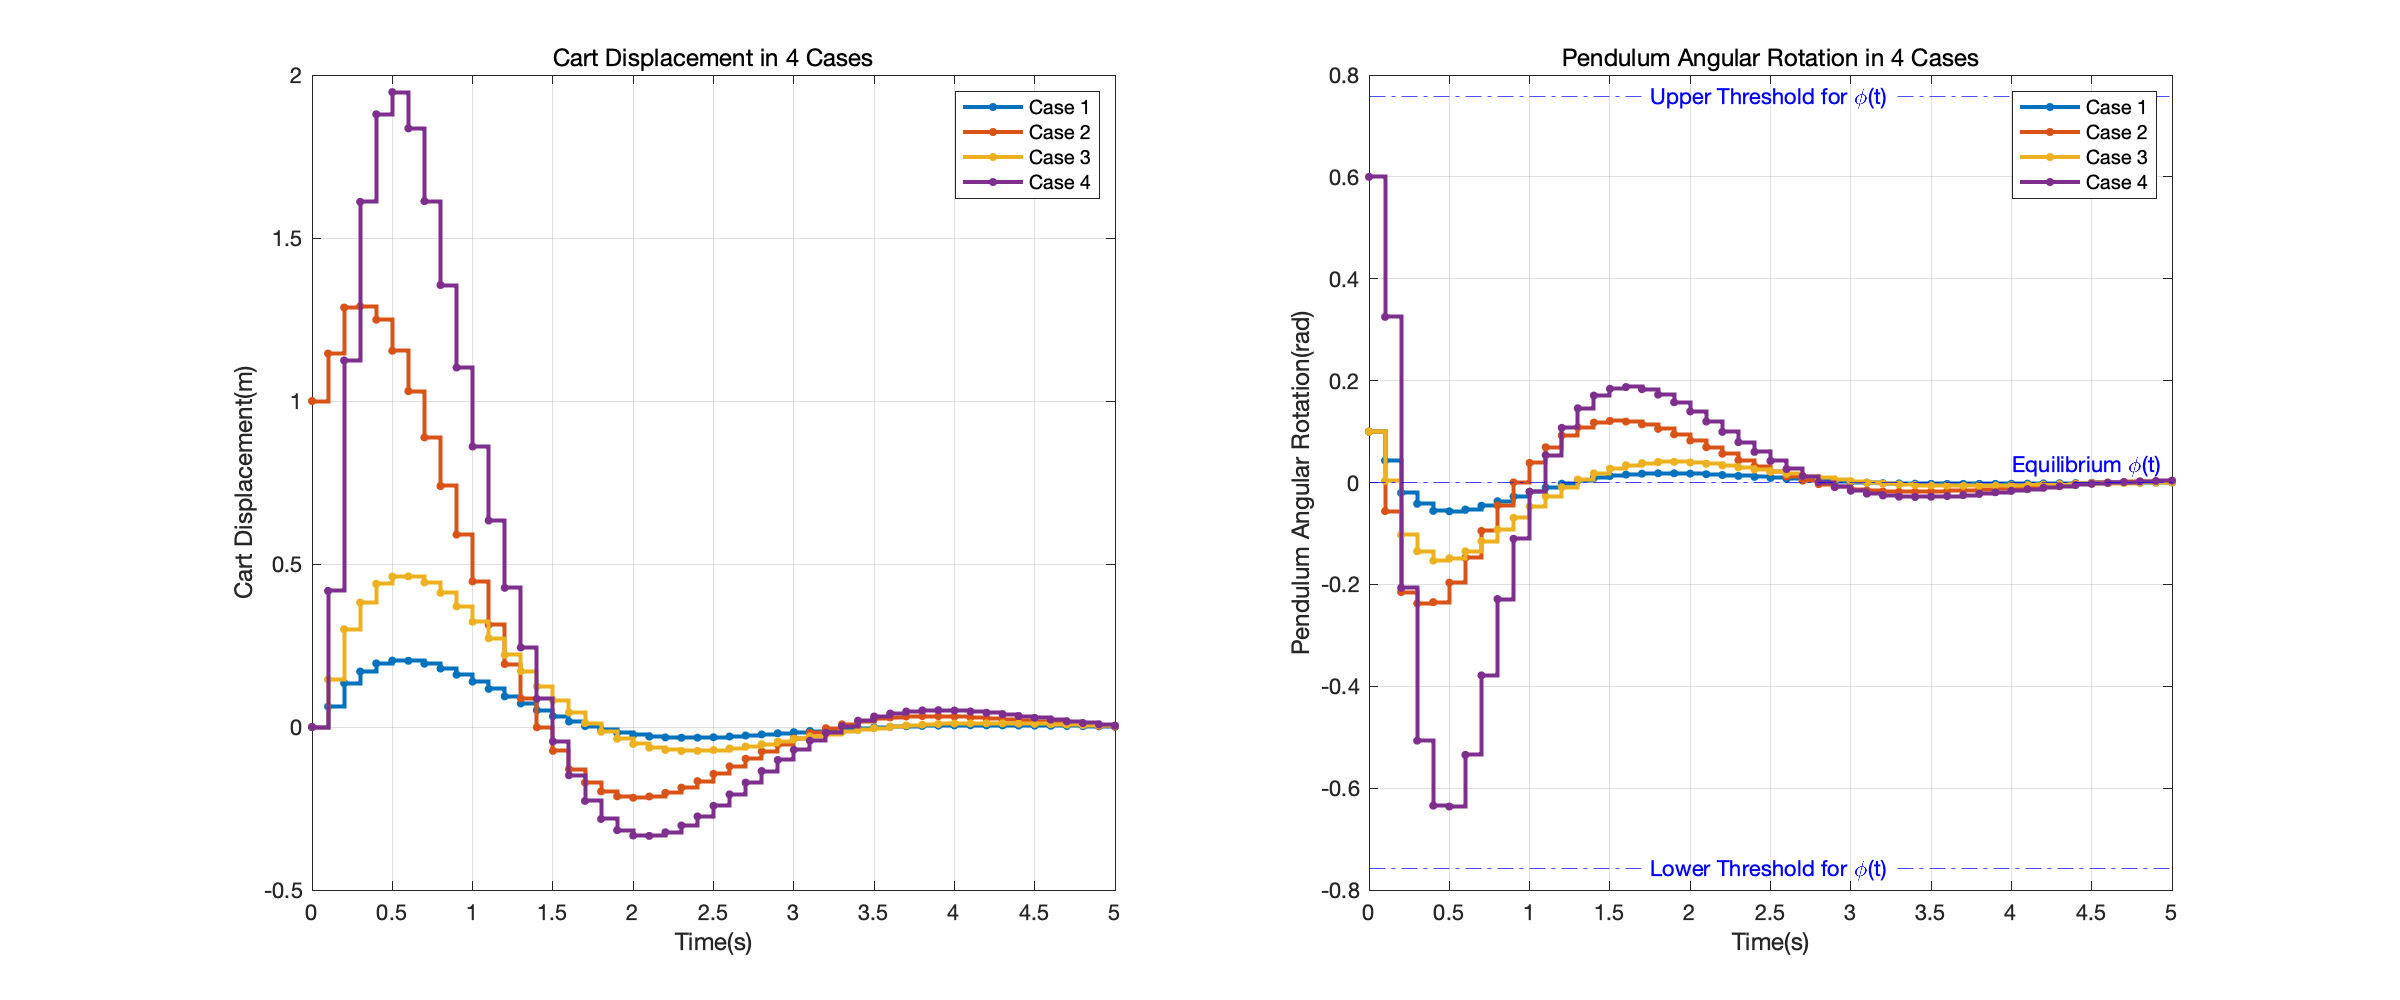 Cart Displacement in 4 Cases
Cart Displacement(m)
2
1.5
1
0.5
0
-0.5
0 0.5 1 1.5 2 2.5 3 3.5 4 4.5 5
Time(s)
Case 1
Case 2
Case 3
Case 4
Pendulum Angular Rotation in 4 Cases
Pendulum Angular Rotation(rad)
0.8
0.6
0.4
0.2
0
-0.2
-0.4
-0.6
-0.8
0 0.5 1 1.5 2 2.5 3 3.5 4 4.5 5
Time(s)
Upper Threshold for ϕ(t)
Case 1
Case 2
Case 3
Case 4
Equilibrium ϕ(t)
Lower Threshold for ϕ(t)